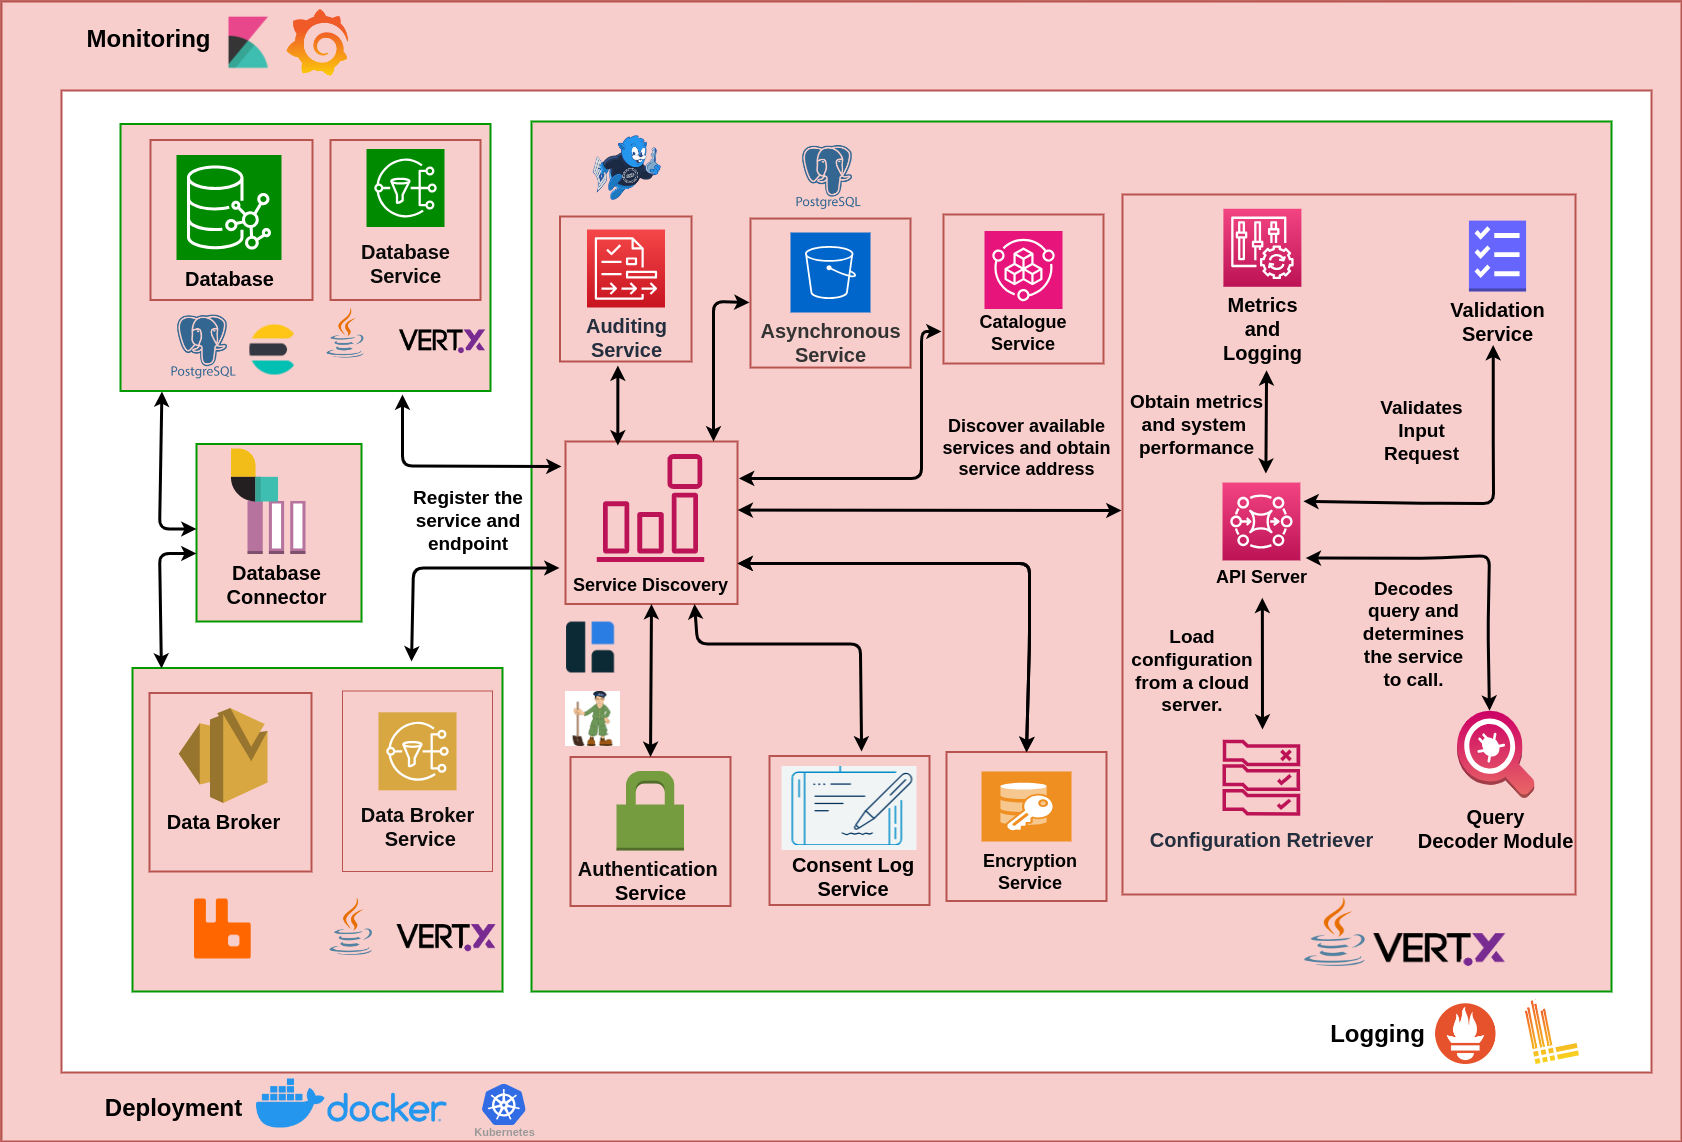 Monitoring
Database
Database
Service
PostgreSQL
VERT.X
Database
Connector
Register the
service and
endpoint
Data Broker
Data Broker
Service
VERT.X
PostgreSQL
Auditing
Service
Asynchronous
Service
Catalogue
Service
Discover available
services and obtain
service address
Service Discovery
Authentication
Service
Consent Log
Service
Encryption
Service
Metrics
and
Logging
Validation
Service
Obtain metrics
and system
performance
Validates
Input
Request
API Server
Load
configuration
from a cloud
server.
Decodes
query and
determines
the service
to call.
Configuration Retriever
Query
Decoder Module
VERT.X
Logging
Deployment
docker
Kubernetes